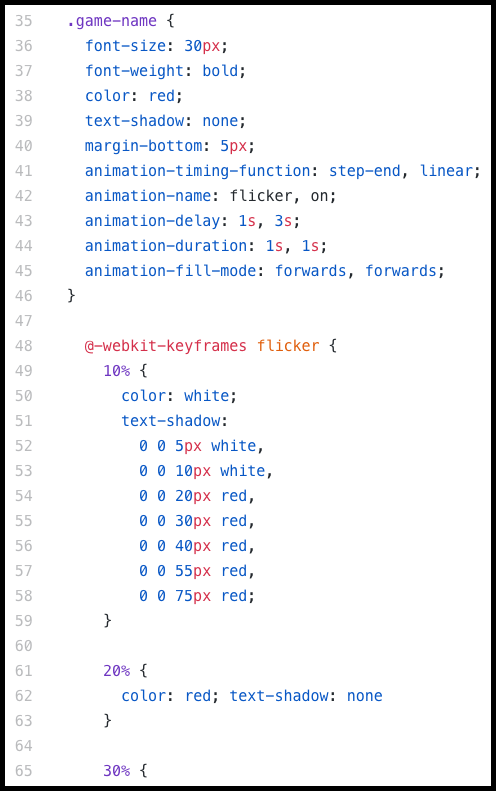 35 .game-name {
36 font-size: 30px;
37 font-weight: bold;
38 color: red;
39 text-shadow: none;
40 margin-bottom: 5px;
41 animation-timing-function: step-end, linear;
42 animation-name: flicker, on;
43 animation-delay: 1s, 3s;
44 animation-duration: 1s, 1s;
45 animation-fill-mode: forwards, forwards;
46 }
47
48 @-webkit-keyframes flicker {
49 10% {
50 color: white;
51 text-shadow:
52 0 0 5px white,
53 0 0 10px white,
54 0 0 20px red,
55 0 0 30px red,
56 0 0 40px red,
57 0 0 55px red,
58 0 0 75px red;
59 }
60
61 20% {
62 color: red; text-shadow: none
63 }
64
65 30% {